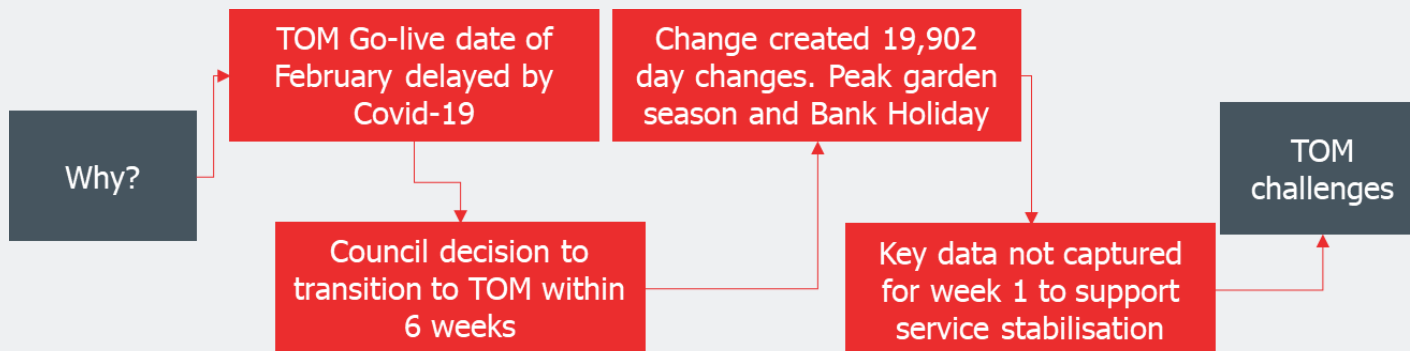 Why?
TOM Go-live date of
February delayed by
Covid-19
Council decision to
transition to TOM within
6 weeks
Change created 19,902
day changes. Peak garden
season and Bank Holiday
Key data not captured
for week 1 to support
service stabilisation
TOM
challenges